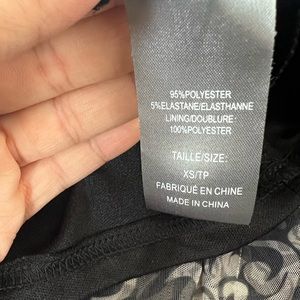 95%POLYESTER
5%ELASTANE/ELASTHANNE
LINING/DOUBLURE:
100%POLYESTER
TAILLE/SIZE:
XS/TP
FABRIQUÉ EN CHINE
MADE IN CHINA